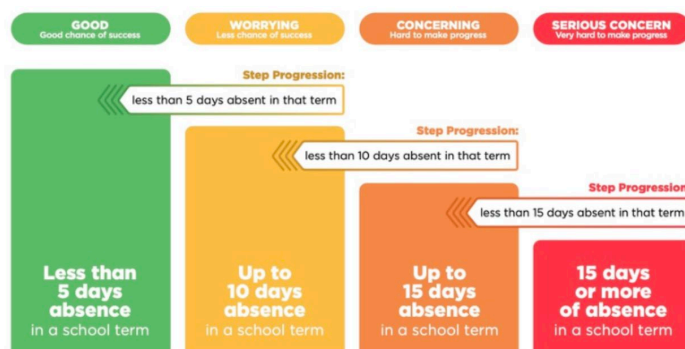 GOOD
Good chance of success
WORRYING
Less chance of success
CONCERNING
Hard to make progress
SERIOUS CONCERN
Very hard to make progress
Step Progression:
less than 5 days absent in that term
Step Progression:
less than 10 days absent in that term
Step Progression:
less than 15 days absent in that term
Less than
5 days
absence
in a school term
Up to
10 days
absence
in a school term
Up to
15 days
absence
in a school term
15 days
or more
of absence
in a school term